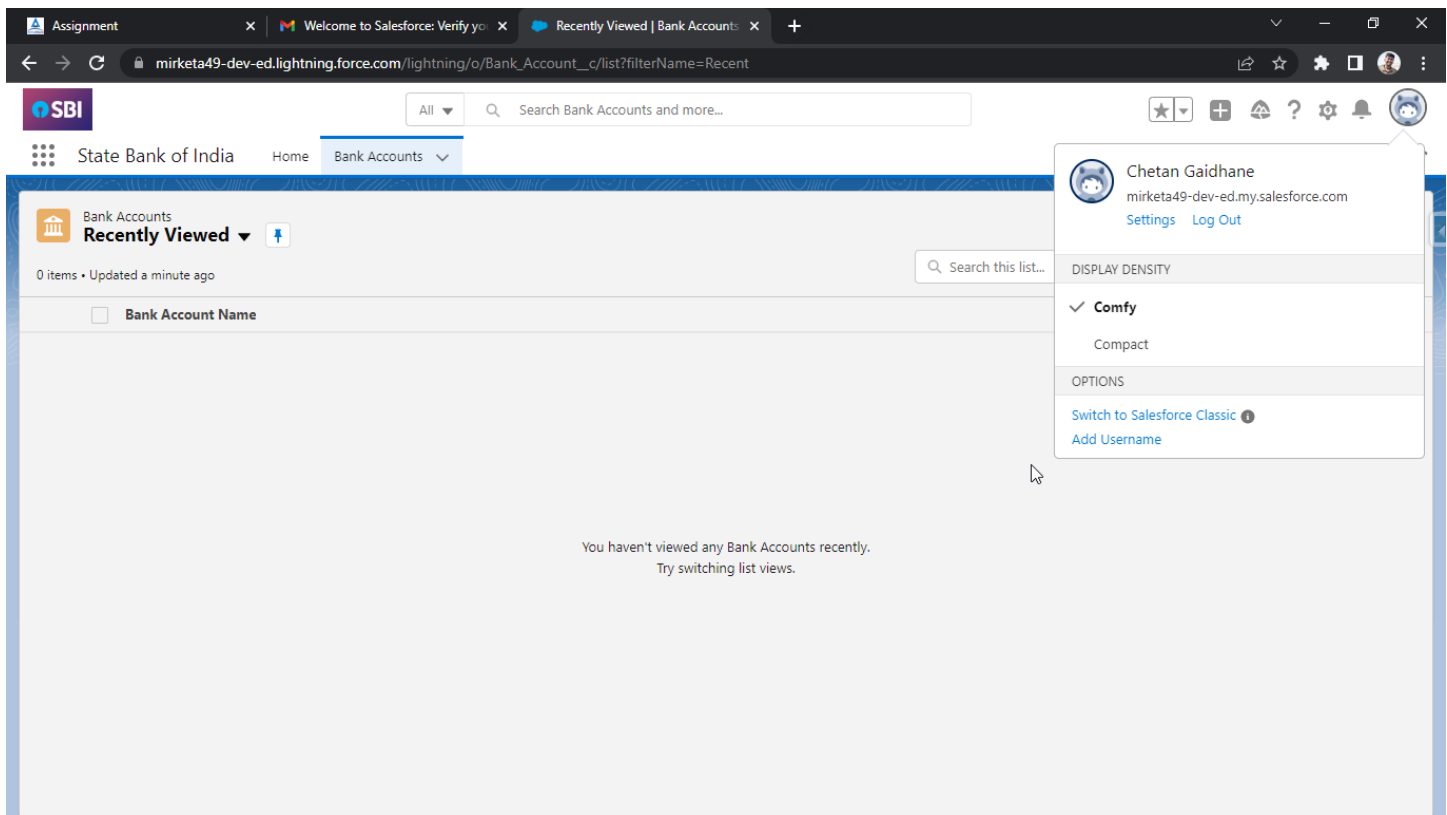 Assignment
Welcome to Salesforce: Verify yo
Recently Viewed | Bank Accounts
mirketa49-dev-ed.lightning.force.com/lightning/o/Bank_Account__c/list?filterName=Recent
SBI
All
Search Bank Accounts and more...
State Bank of India
Home
Bank Accounts
Bank Accounts
Recently Viewed
0 items • Updated a minute ago
Search this list...
Bank Account Name
You haven't viewed any Bank Accounts recently.
Try switching list views.
Chetan Gaidhane
mirketa49-dev-ed.my.salesforce.com
Settings Log Out
DISPLAY DENSITY
Comfy
Compact
OPTIONS
Switch to Salesforce Classic
Add Username